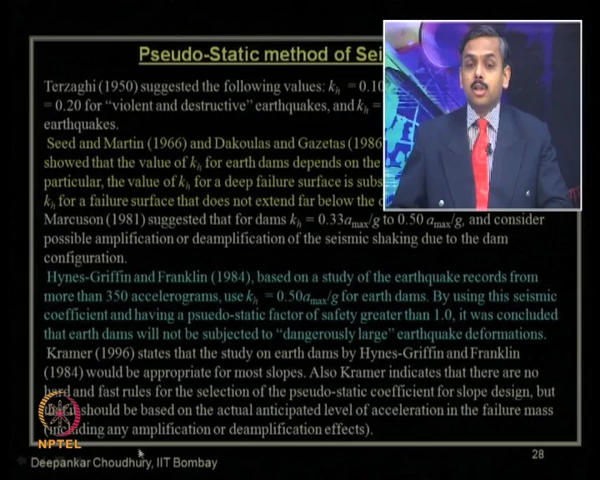 Pseudo-Static method of Sei
Terzaghi (1950) suggested the following values: kh = 0.10
= 0.20 for “violent and destructive” earthquakes, and kh =
earthquakes.
Seed and Martin (1966) and Dakoulas and Gazetas (1986
showed that the value of kh for earth dams depends on the
particular, the value of kh for a deep failure surface is subs
kh for a failure surface that does not extend far below the c
Marcuson (1981) suggested that for dams kh = 0.33amax/g to 0.50 amax/g, and consider
possible amplification or deamplification of the seismic shaking due to the dam
configuration.
Hynes-Griffin and Franklin (1984), based on a study of the earthquake records from
more than 350 accelerograms, use kh = 0.50amax/g for earth dams. By using this seismic
coefficient and having a psuedo-static factor of safety greater than 1.0, it was concluded
that earth dams will not be subjected to “dangerously large” earthquake deformations.
Kramer (1996) states that the study on earth dams by Hynes-Griffin and Franklin
(1984) would be appropriate for most slopes. Also Kramer indicates that there are no
hard and fast rules for the selection of the pseudo-static coefficient for slope design, but
that it should be based on the actual anticipated level of acceleration in the failure mass
(including any amplification or deamplification effects).
NPTEL
Deepankar Choudhury, IIT Bombay
28